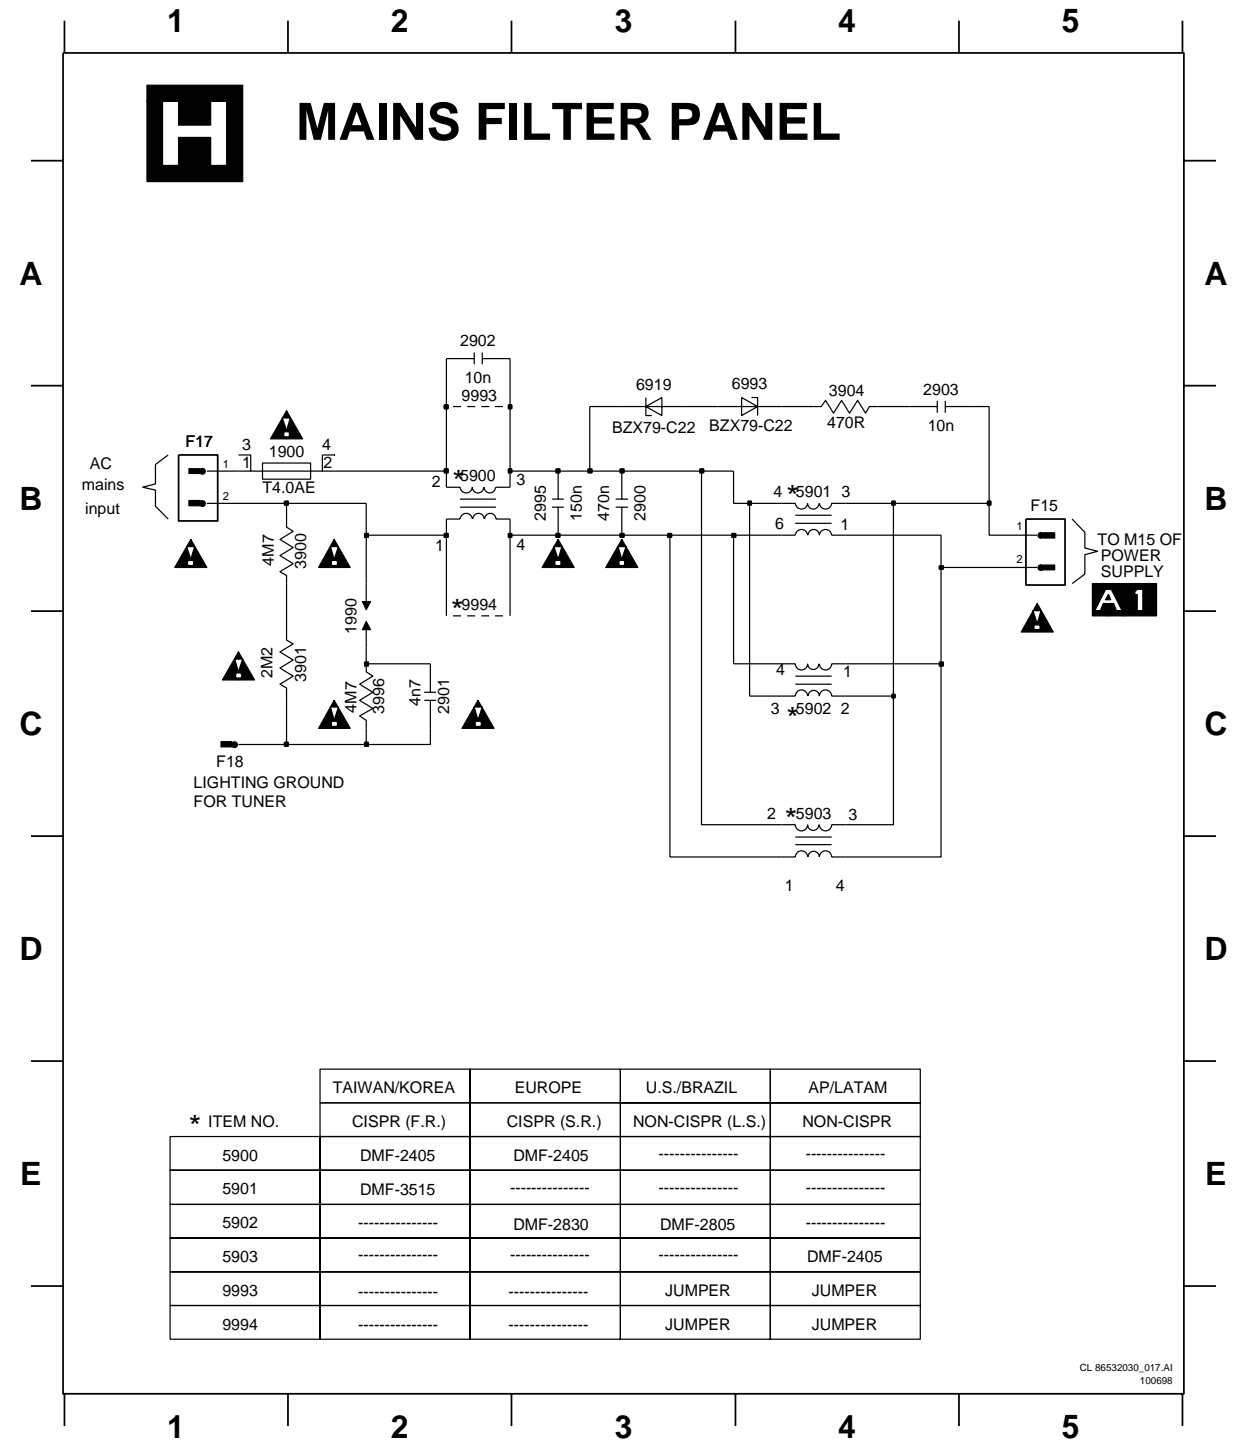 1 2 3 4 5
H MAINS FILTER PANEL
A A
2902
10n
9993
6919 6993 3904 2903
BZX79-C22 BZX79-C22 470R 10n
F17
3 1
1900
4 2
T4.0AE
AC
mains
input
1
2
2 *5900 3
1 4
2995 150n 470n 2900
4 *5901 3
6 1
B B
F15
1
2
TO M15 OF
POWER
SUPPLY
A 1
4M7 3900
*9994
1990
2M2 3901
4M7 3996
4n7 2901
4 1
3 *5902 2
C C
F18
LIGHTING GROUND
FOR TUNER
2 *5903 3
1 4
D D
TAIWAN/KOREA EUROPE U.S./BRAZIL AP/LATAM
* ITEM NO. CISPR (F.R.) CISPR (S.R.) NON-CISPR (L.S.) NON-CISPR
5900 DMF-2405 DMF-2405 --------------- ---------------
E E
5901 DMF-3515 --------------- --------------- ---------------
5902 --------------- DMF-2830 DMF-2805 ---------------
5903 --------------- --------------- --------------- DMF-2405
9993 --------------- --------------- JUMPER JUMPER
9994 --------------- --------------- JUMPER JUMPER
CL 86532030_017.AI
100698
1 2 3 4 5